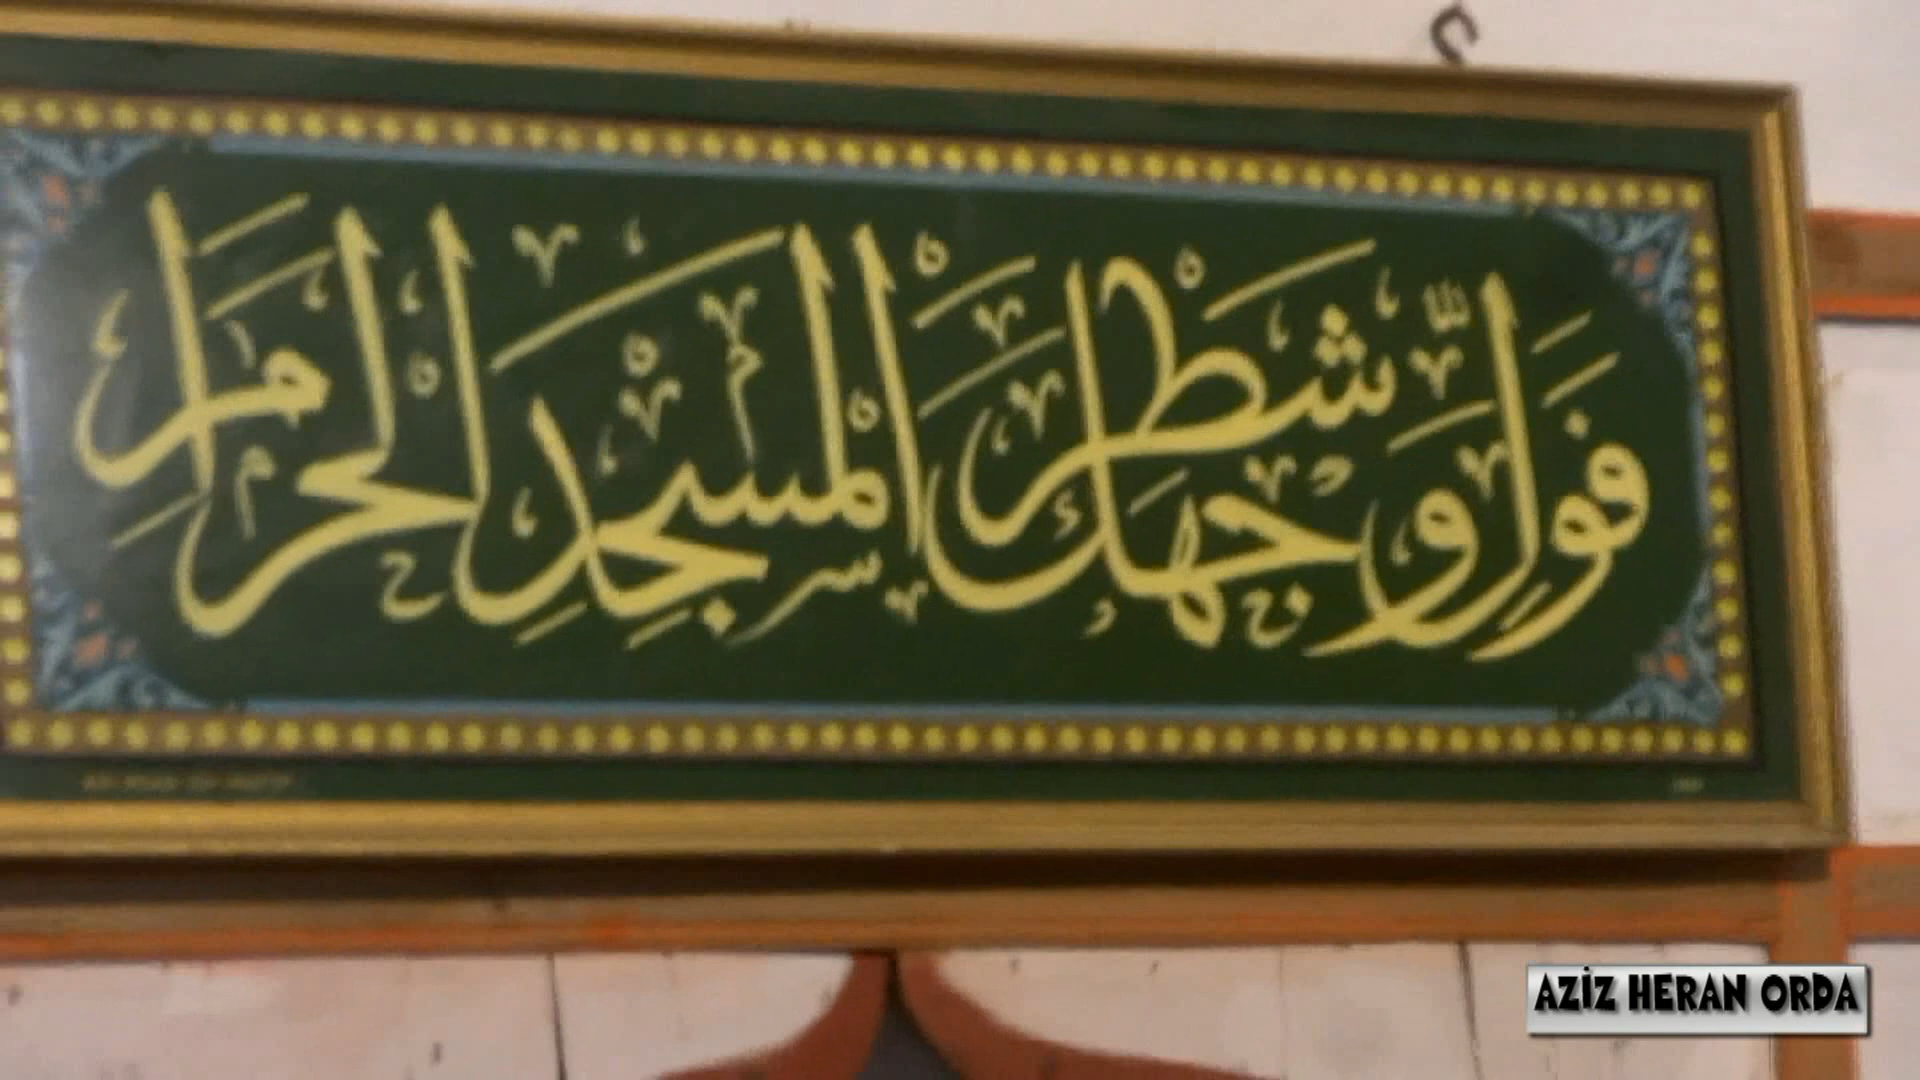 فَوَلِّ وَجْهَكَ شَطْرَ الْمَسْجِدِ الْحَرَامِ
AZİZ HERAN ORDA